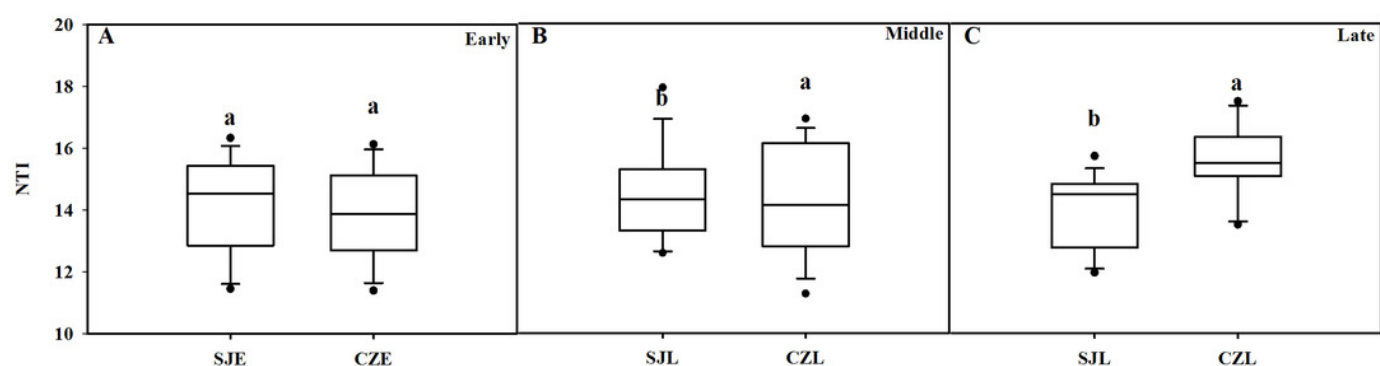 20
18
16
14
12
10
NTI
A
Early
a
a
SJE
CZE
B
Middle
b
a
SJL
CZL
C
Late
b
a
SJL
CZL